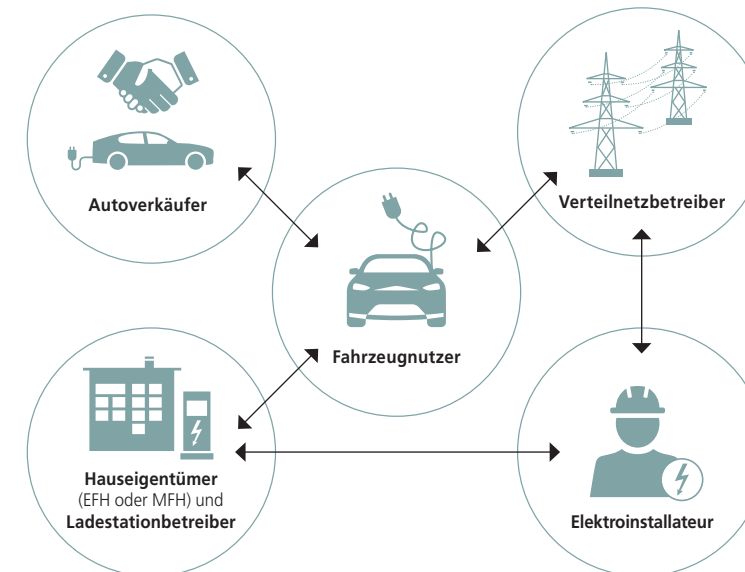 Autoverkäufer
Verteilnetzbetreiber
Fahrzeugnutzer
Hauseigentümer
(EFH oder MFH) und
Ladestationbetreiber
Elektroinstallateur